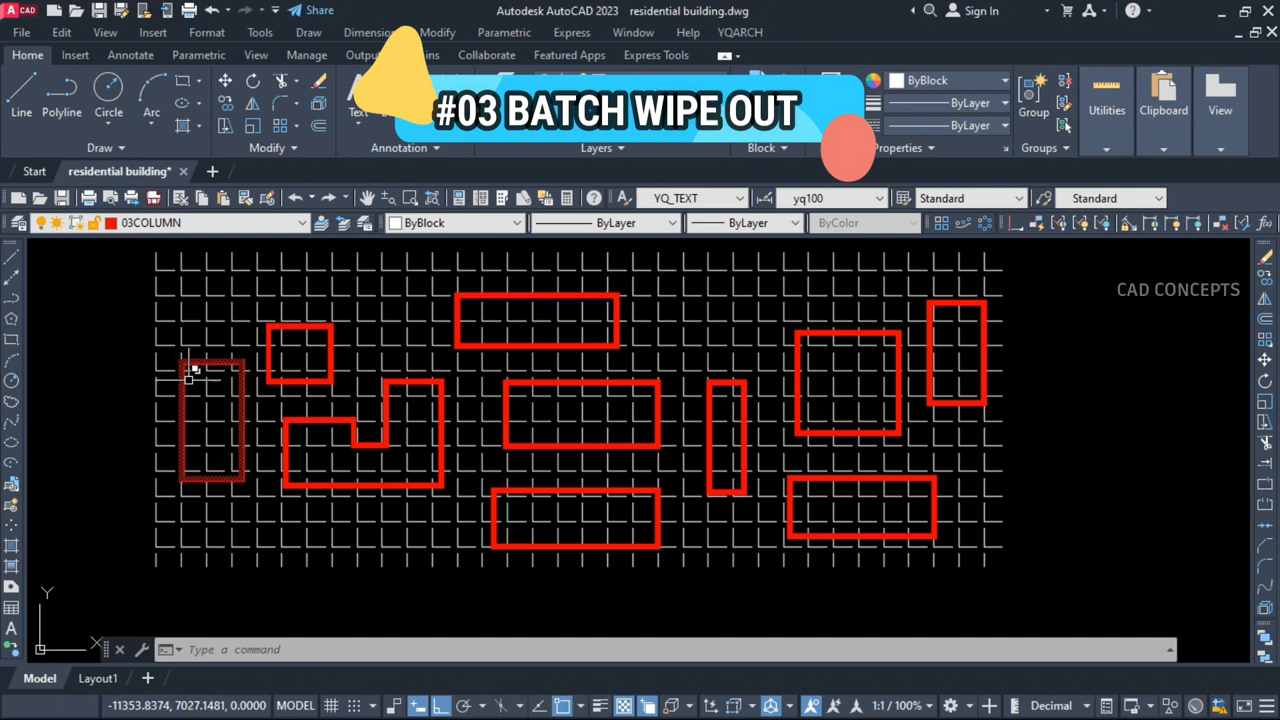 CAD
Share
Autodesk AutoCAD 2023 residential building.dwg
Sign In
File Edit View Insert Format Tools Draw Dimension Modify Parametric Express Window Help YQARCH
Home Insert Annotate Parametric View Manage Output Collaborate Featured Apps Express Tools
#03 BATCH WIPE OUT
ByBlock
ByLayer
ByLayer
Line Polyline Circle Arc
Group
Utilities
Clipboard
View
Draw
Modify
Annotation
Layers
Block
Properties
Groups
Start
residential building*
YQ_TEXT
yq100
Standard
Standard
03COLUMN
ByBlock
ByLayer
ByLayer
ByColor
CAD CONCEPTS
Y
X
Type a command
Model
Layout1
-11353.8374, 7027.1481, 0.0000
MODEL
1:1 / 100%
Decimal